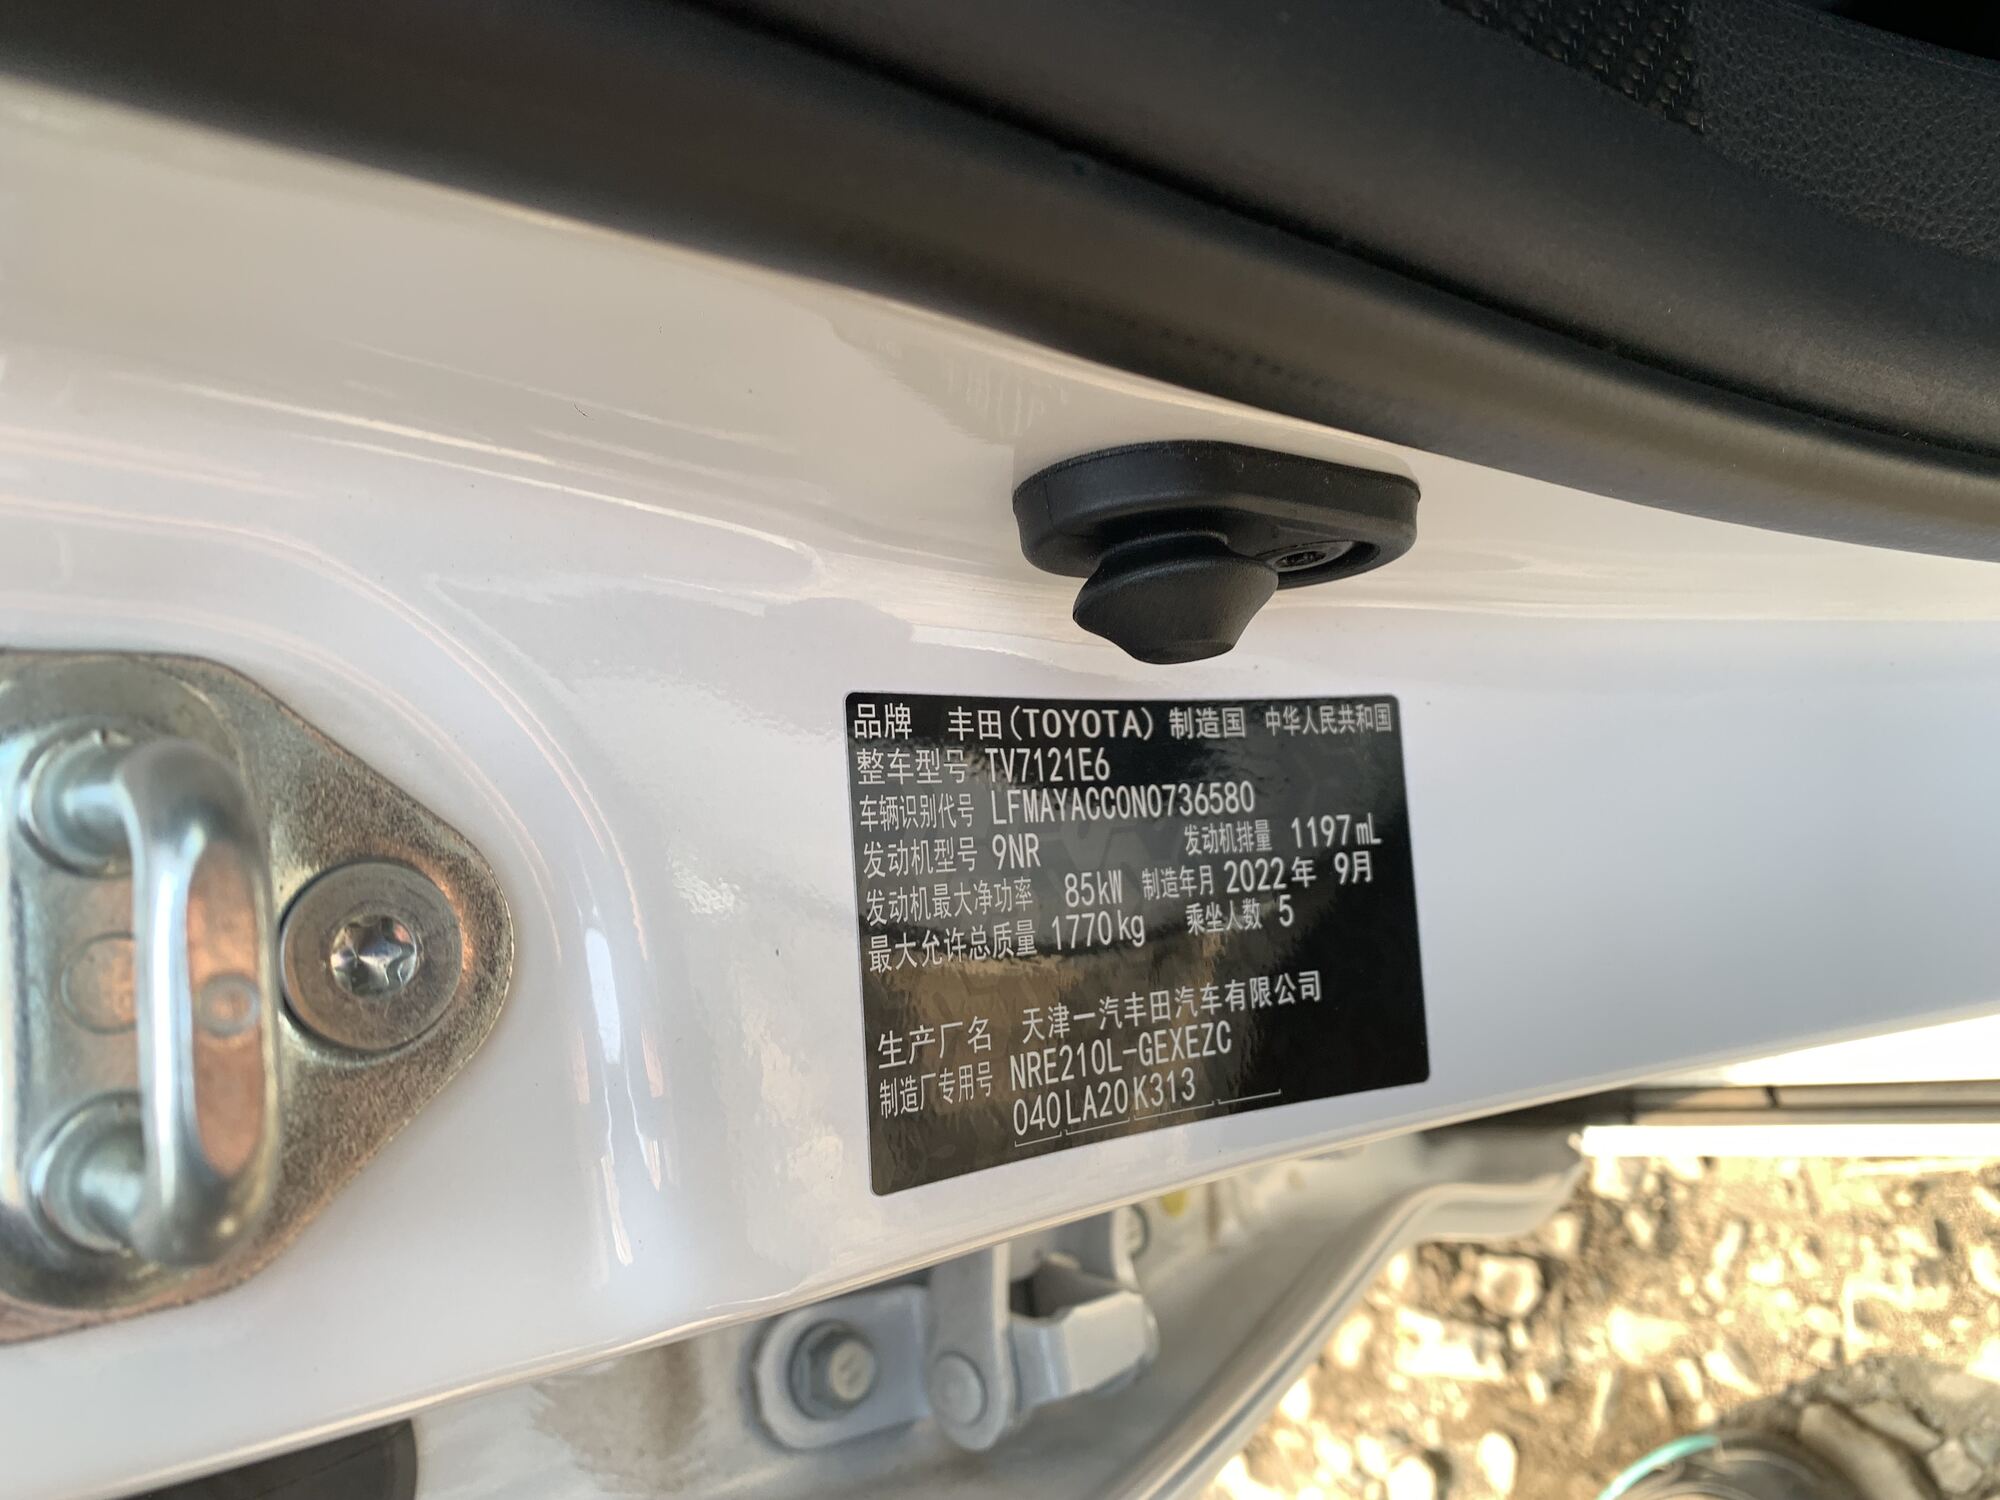 品牌 丰田(TOYOTA) 制造国 中华人民共和国
整车型号 TV7121E6
车辆识别代号 LFMAYACC0N0736580
发动机型号 9NR 发动机排量 1197mL
发动机最大净功率 85kW 制造年月 2022年 9月
最大允许总质量 1770kg 乘坐人数 5
生产厂名 天津一汽丰田汽车有限公司
制造厂专用号 NRE210L-GEXEZC
040LA20K313